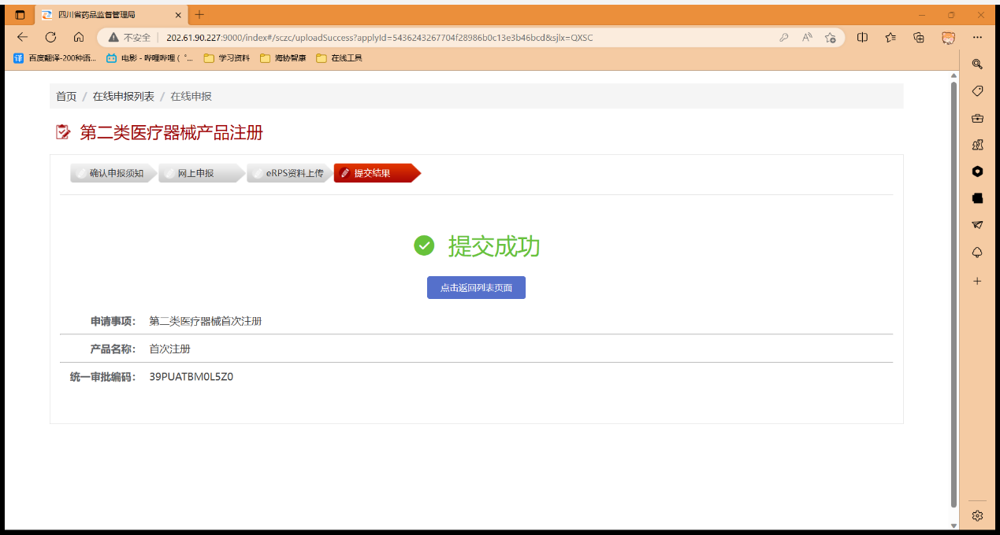 四川省药品监督管理局
不安全
202.61.90.227:9000/index#/sczc/uploadSuccess?applyId=5436243267704f28986b0c13e3b46bcd&sjlx=QXSC
百度翻译-200种语... 电影 - 哔哩哔哩 ( ゜... 学习资料 海协智康 在线工具
首页 / 在线申报列表 / 在线申报
第二类医疗器械产品注册
确认申报须知 网上申报 eRPS资料上传 提交结果
提交成功
点击返回列表页面
申请事项： 第二类医疗器械首次注册
产品名称： 首次注册
统一审批编码： 39PUATBM0L5Z0